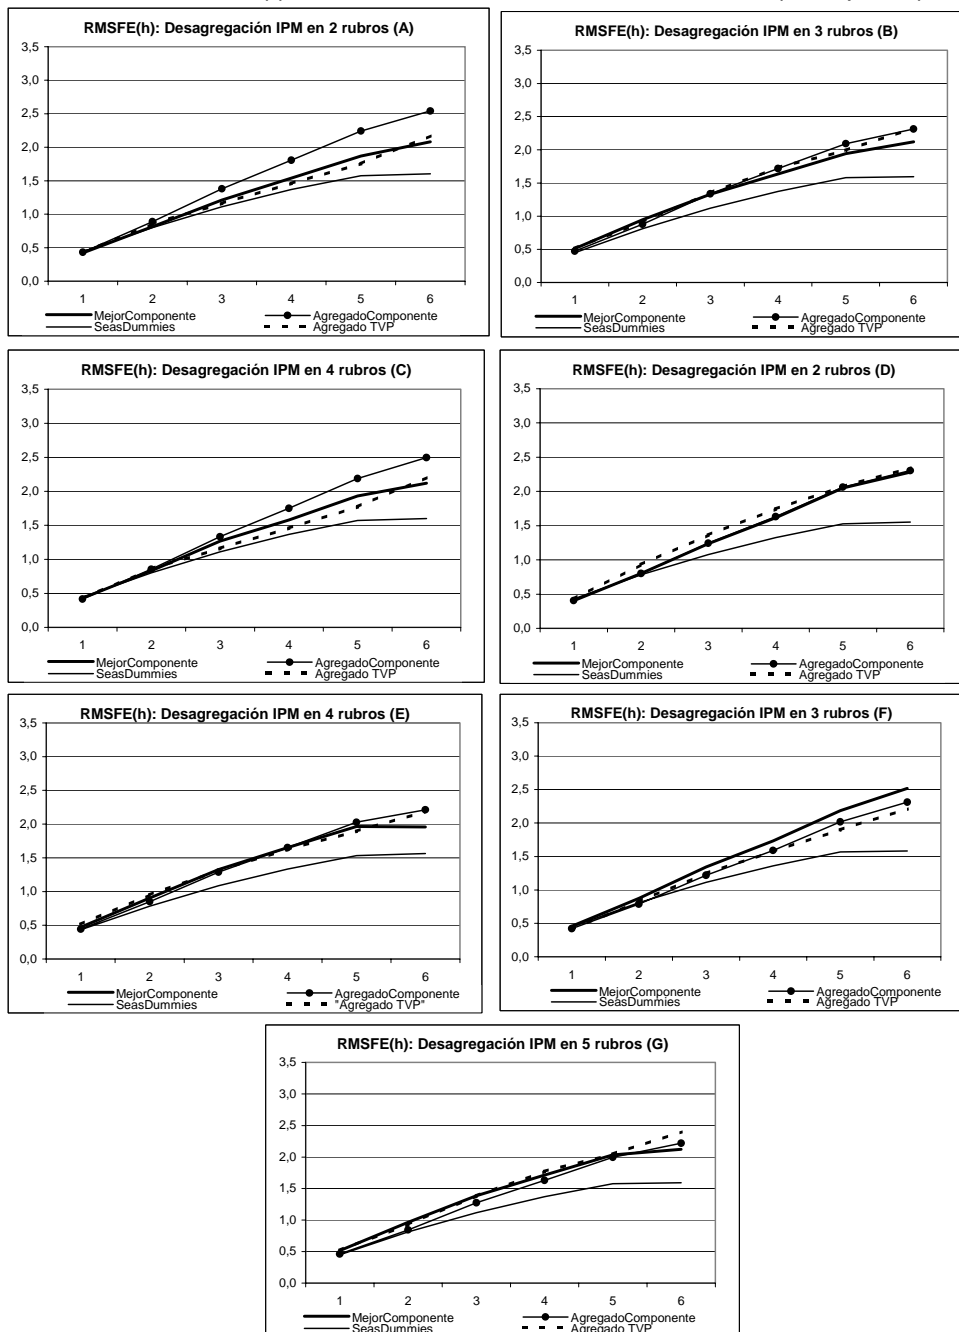 RMSFE(h): Desagregación IPM en 2 rubros (A)
3,5
3,0
2,5
2,0
1,5
1,0
0,5
0,0
1 2 3 4 5 6
MejorComponente AgregadoComponente
SeasDummies Agregado TVP
RMSFE(h): Desagregación IPM en 3 rubros (B)
3,5
3,0
2,5
2,0
1,5
1,0
0,5
0,0
1 2 3 4 5 6
MejorComponente AgregadoComponente
SeasDummies Agregado TVP
RMSFE(h): Desagregación IPM en 4 rubros (C)
3,5
3,0
2,5
2,0
1,5
1,0
0,5
0,0
1 2 3 4 5 6
MejorComponente AgregadoComponente
SeasDummies Agregado TVP
RMSFE(h): Desagregación IPM en 2 rubros (D)
3,5
3,0
2,5
2,0
1,5
1,0
0,5
0,0
1 2 3 4 5 6
MejorComponente AgregadoComponente
SeasDummies Agregado TVP
RMSFE(h): Desagregación IPM en 4 rubros (E)
3,5
3,0
2,5
2,0
1,5
1,0
0,5
0,0
1 2 3 4 5 6
MejorComponente AgregadoComponente
SeasDummies "Agregado TVP"
RMSFE(h): Desagregación IPM en 3 rubros (F)
3,5
3,0
2,5
2,0
1,5
1,0
0,5
0,0
1 2 3 4 5 6
MejorComponente AgregadoComponente
SeasDummies Agregado TVP
RMSFE(h): Desagregación IPM en 5 rubros (G)
3,5
3,0
2,5
2,0
1,5
1,0
0,5
0,0
1 2 3 4 5 6
MejorComponente AgregadoComponente
SeasDummies Agregado TVP